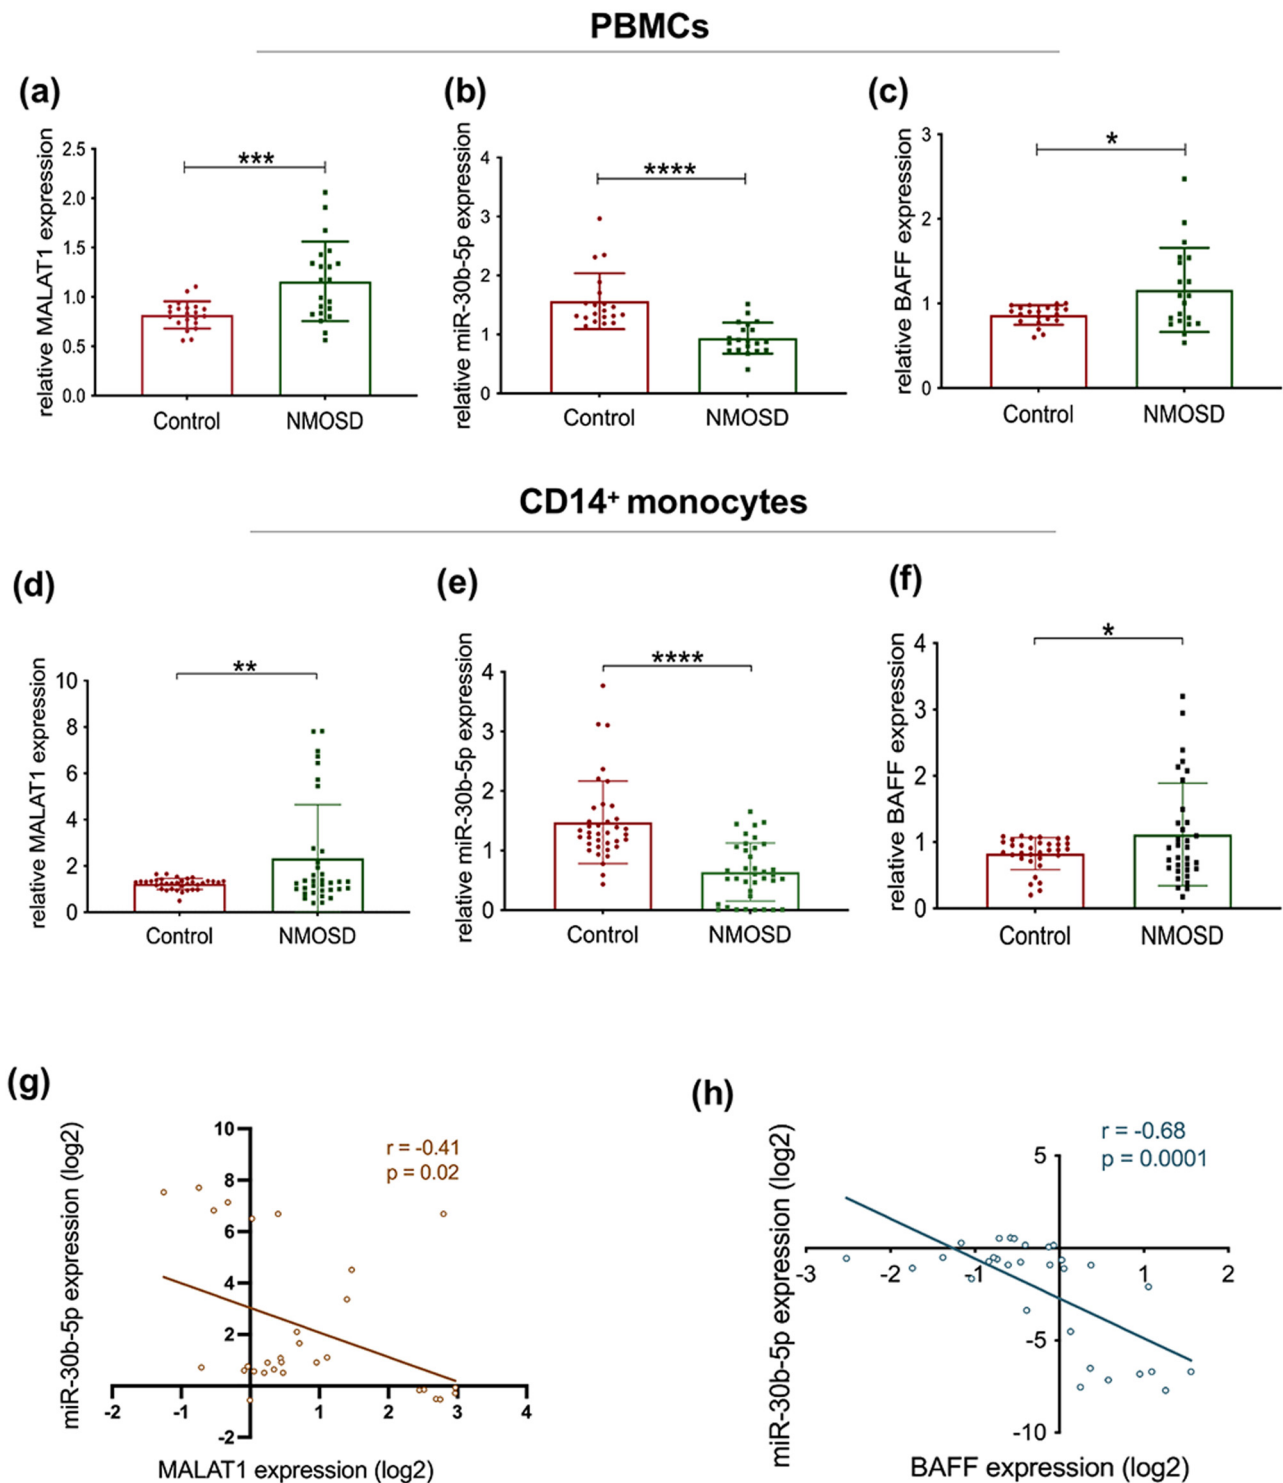 PBMCs
(a)
relative MALAT1 expression
2.5
2.0
1.5
1.0
0.5
0.0
***
Control
NMOSD
(b)
relative miR-30b-5p expression
4
3
2
1
0
****
Control
NMOSD
(c)
relative BAFF expression
3
2
1
0
*
Control
NMOSD
CD14+ monocytes
(d)
relative MALAT1 expression
10
8
6
4
2
0
**
Control
NMOSD
(e)
relative miR-30b-5p expression
4
3
2
1
0
****
Control
NMOSD
(f)
relative BAFF expression
4
3
2
1
0
*
Control
NMOSD
(g)
miR-30b-5p expression (log2)
10
8
6
4
2
-2
r = -0.41
p = 0.02
-2
-1
1
2
3
4
MALAT1 expression (log2)
(h)
miR-30b-5p expression (log2)
5
-5
-10
r = -0.68
p = 0.0001
-3
-2
-1
1
2
BAFF expression (log2)